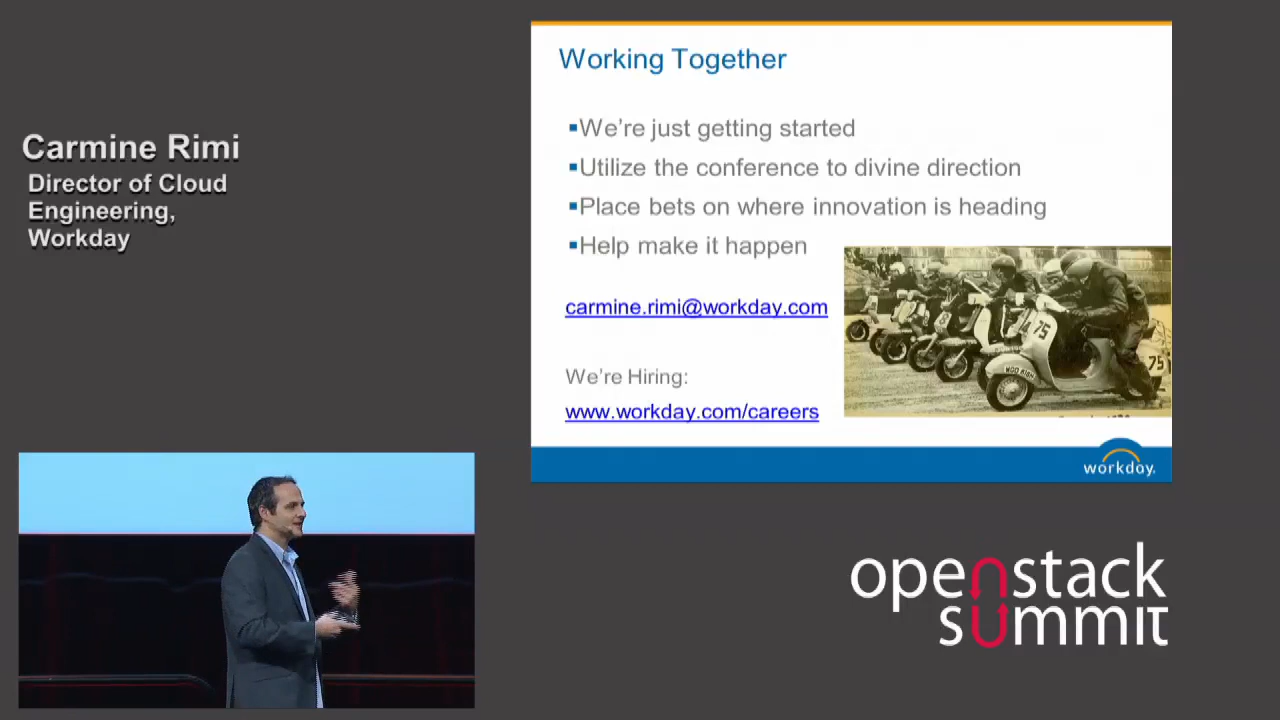 Carmine Rimi
Director of Cloud
Engineering,
Workday
Working Together
▪We're just getting started
▪Utilize the conference to divine direction
▪Place bets on where innovation is heading
▪Help make it happen
carmine.rimi@workday.com
We're Hiring:
www.workday.com/careers
75
75
workday.
openstack
summit